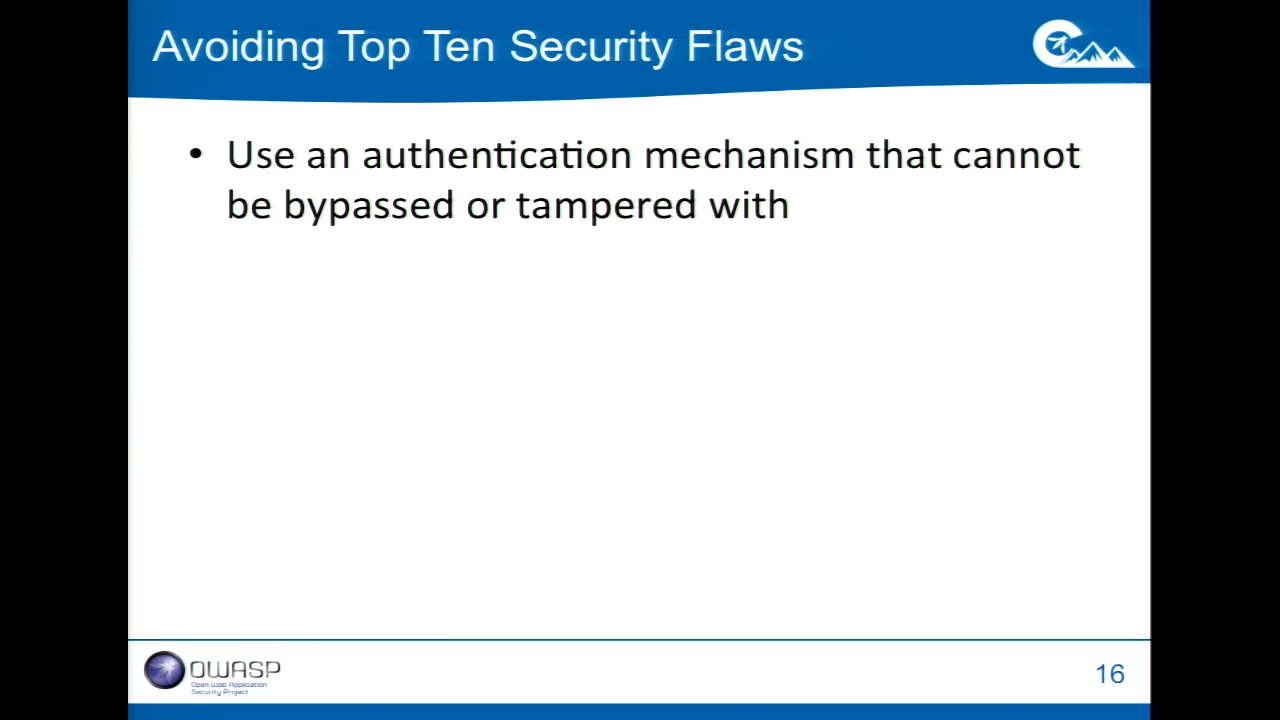 Avoiding Top Ten Security Flaws
• Use an authentication mechanism that cannot
be bypassed or tampered with
OWASP
Open Web Application
Security Project
16